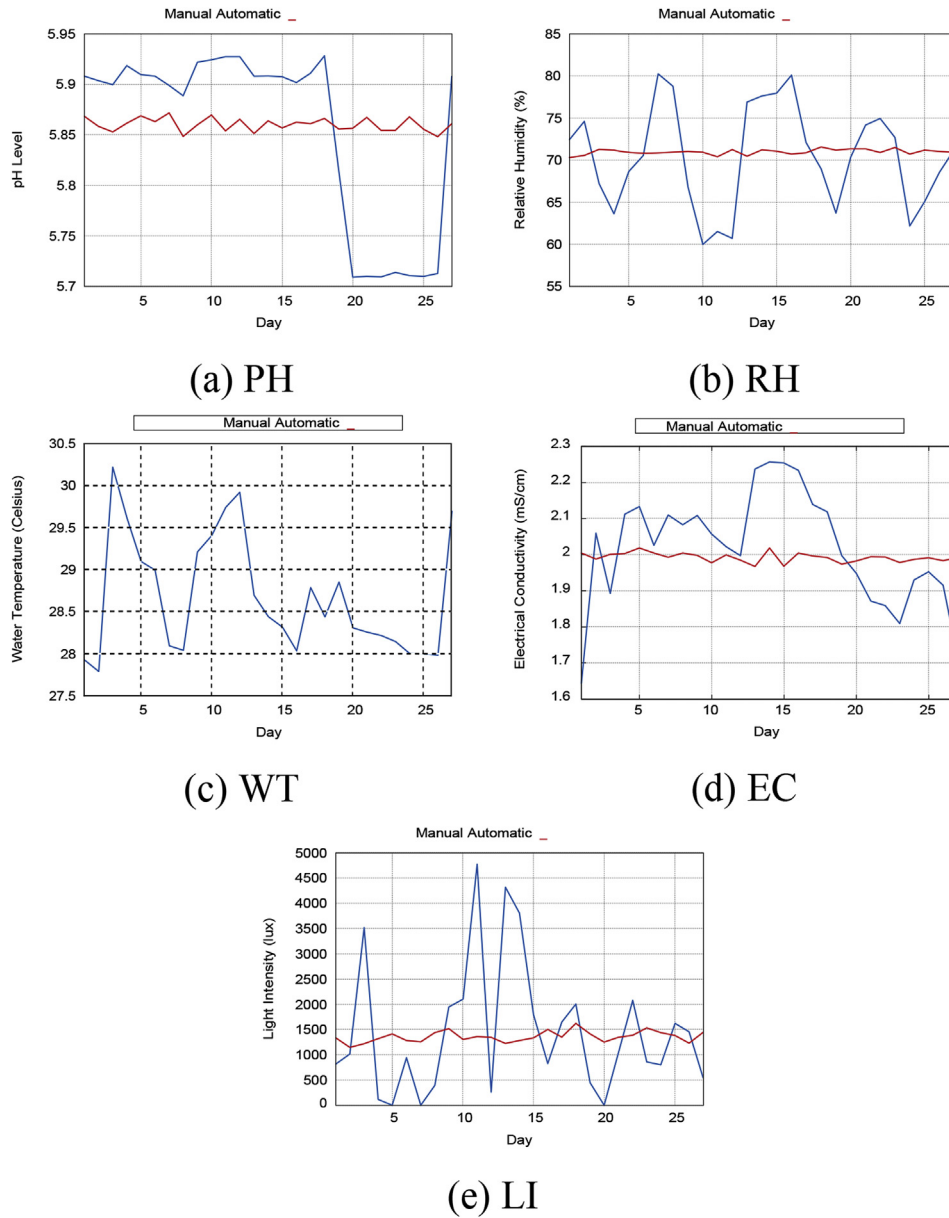 Manual Automatic _
pH Level
5.95
5.9
5.85
5.8
5.75
5.7
5 10 15 20 25
Day
(a) PH
Manual Automatic _
Relative Humidity (%)
85
80
75
70
65
60
55
5 10 15 20 25
Day
(b) RH
Manual Automatic _
Water Temperature (Celsius)
30.5
30
29.5
29
28.5
28
27.5
5 10 15 20 25
Day
(c) WT
Manual Automatic _
Electrical Conductivity (mS/cm)
2.3
2.2
2.1
2
1.9
1.8
1.7
1.6
5 10 15 20 25
Day
(d) EC
Manual Automatic _
Light Intensity (lux)
5000
4500
4000
3500
3000
2500
2000
1500
1000
500
0
5 10 15 20 25
Day
(e) LI